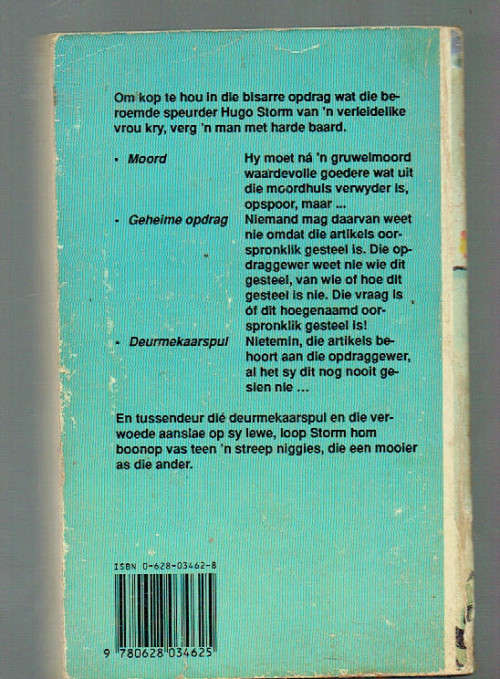 Om kop te hou in die bisarre opdrag wat die be-
roemde speurder Hugo Storm van 'n verleidelike
vrou kry, verg 'n man met harde baard.
· Moord Hy moet ná 'n gruwelmoord
waardevolle goedere wat uit
die moordhuis verwyder is,
opspoor, maar ...
· Geheime opdrag Niemand mag daarvan weet
nie omdat die artikels oor-
spronklik gesteel is. Die op-
draggewer weet nie wie dit
gesteel, van wie of hoe dit
gesteel is nie. Die vraag is
óf dit hoegenaamd oor-
spronklik gesteel is!
· Deurmekaarspul Nietemin, die artikels be-
hoort aan die opdraggewer,
al het sy dit nog nooit ge-
sien nie ...
En tussendeur dié deurmekaarspul en die ver-
woede aanslae op sy lewe, loop Storm hom
boonop vas teen 'n streep niggies, die een mooier
as die ander.
ISBN 0-628-03462-8
9 780628 034625